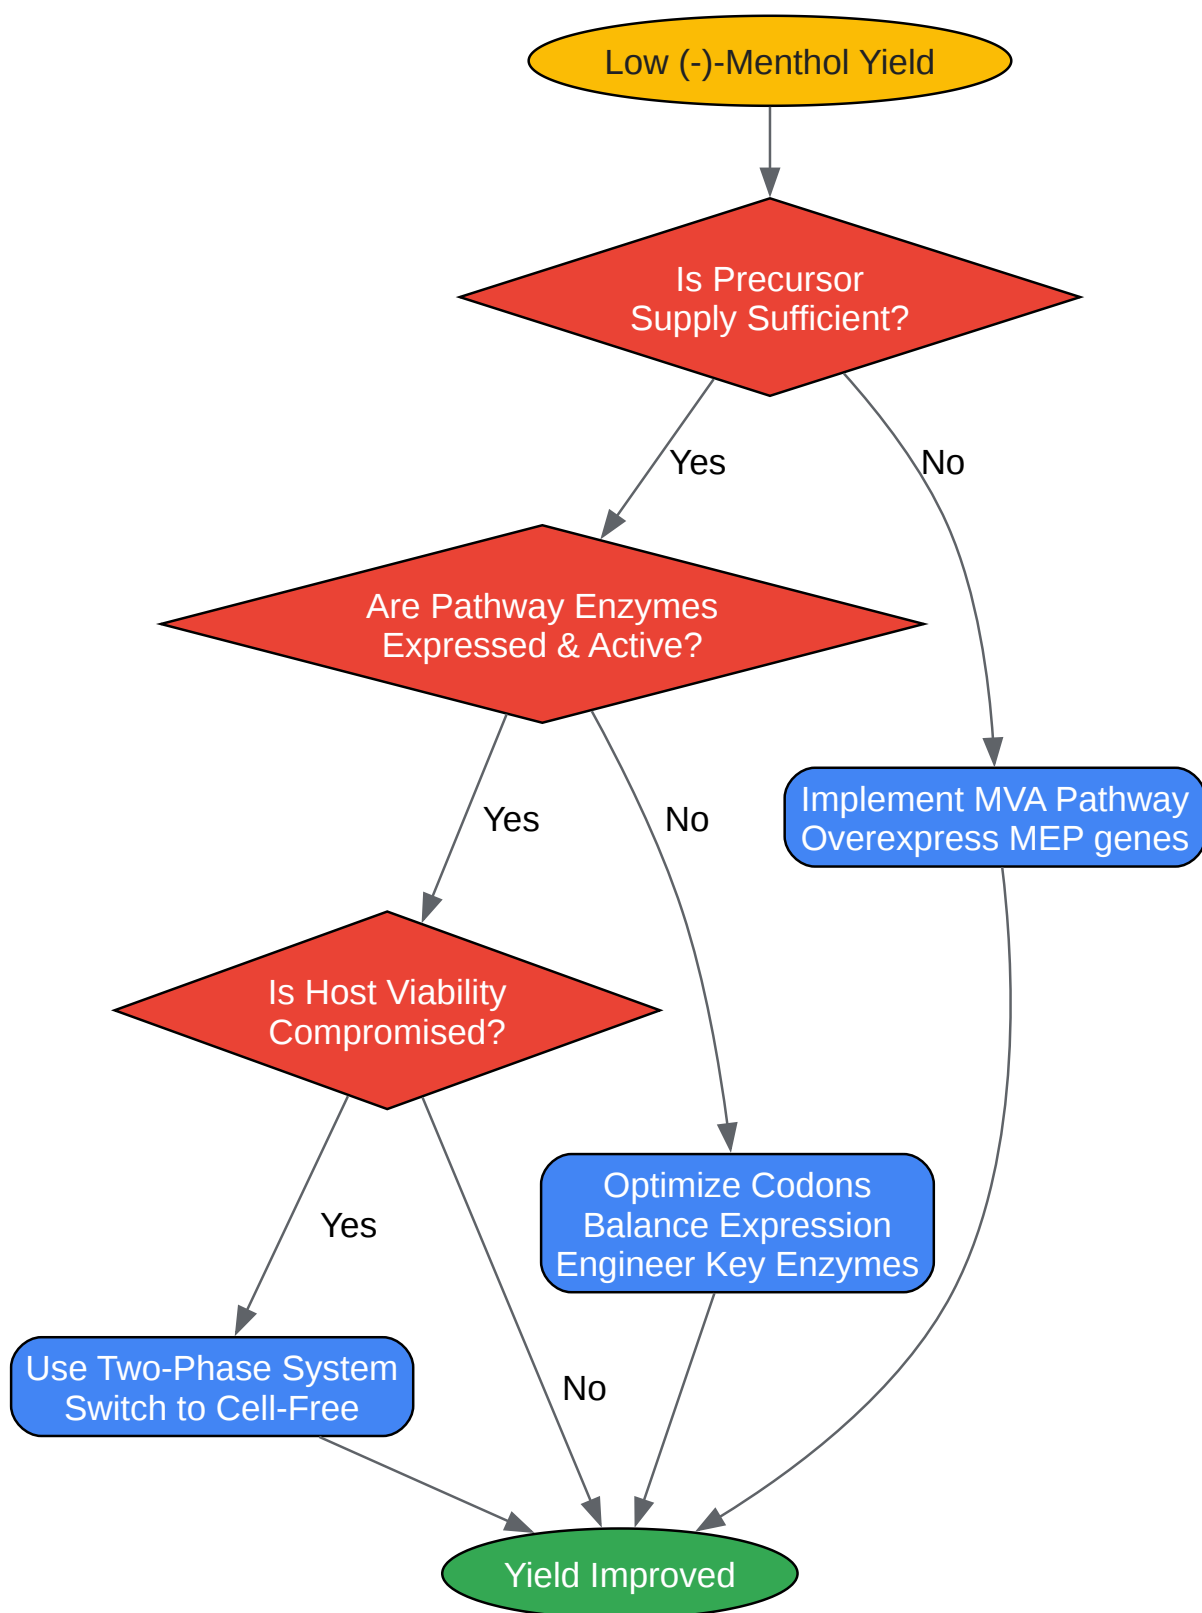 Low (-)-Menthol Yield
Is Precursor
Supply Sufficient?
Yes
No
Are Pathway Enzymes
Expressed & Active?
Implement MVA Pathway
Overexpress MEP genes
Yes
No
Is Host Viability
Compromised?
Optimize Codons
Balance Expression
Engineer Key Enzymes
Yes
No
Use Two-Phase System
Switch to Cell-Free
Yield Improved